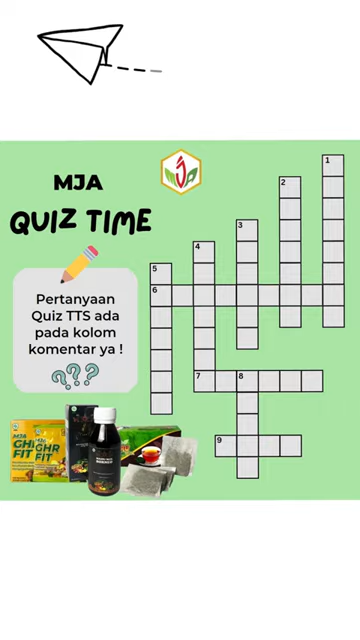 MJA
QUIZ TIME
Pertanyaan
Quiz TTS ada
pada kolom
komentar ya !
???
1
2
3
4
5
6
7
8
9
MJA
GHR
FIT
GHR
FIT